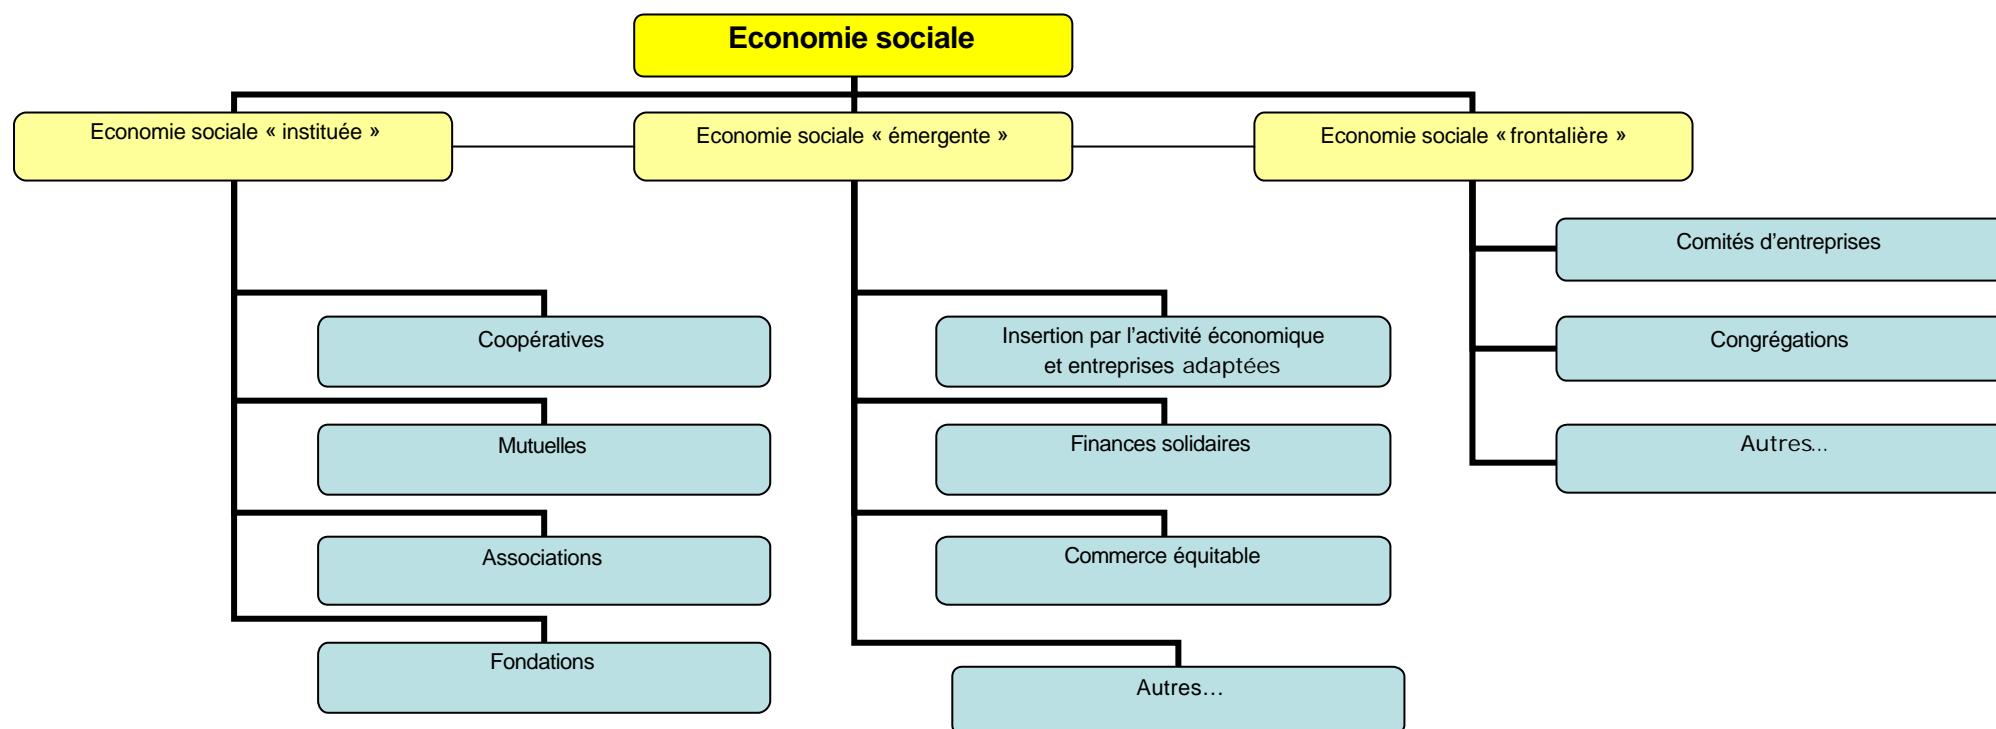 Economie sociale
Economie sociale « instituée »
Economie sociale « émergente »
Economie sociale « frontalière »
Comités d’entreprises
Coopératives
Insertion par l’activité économique
et entreprises adaptées
Congrégations
Mutuelles
Finances solidaires
Autres...
Associations
Commerce équitable
Fondations
Autres…